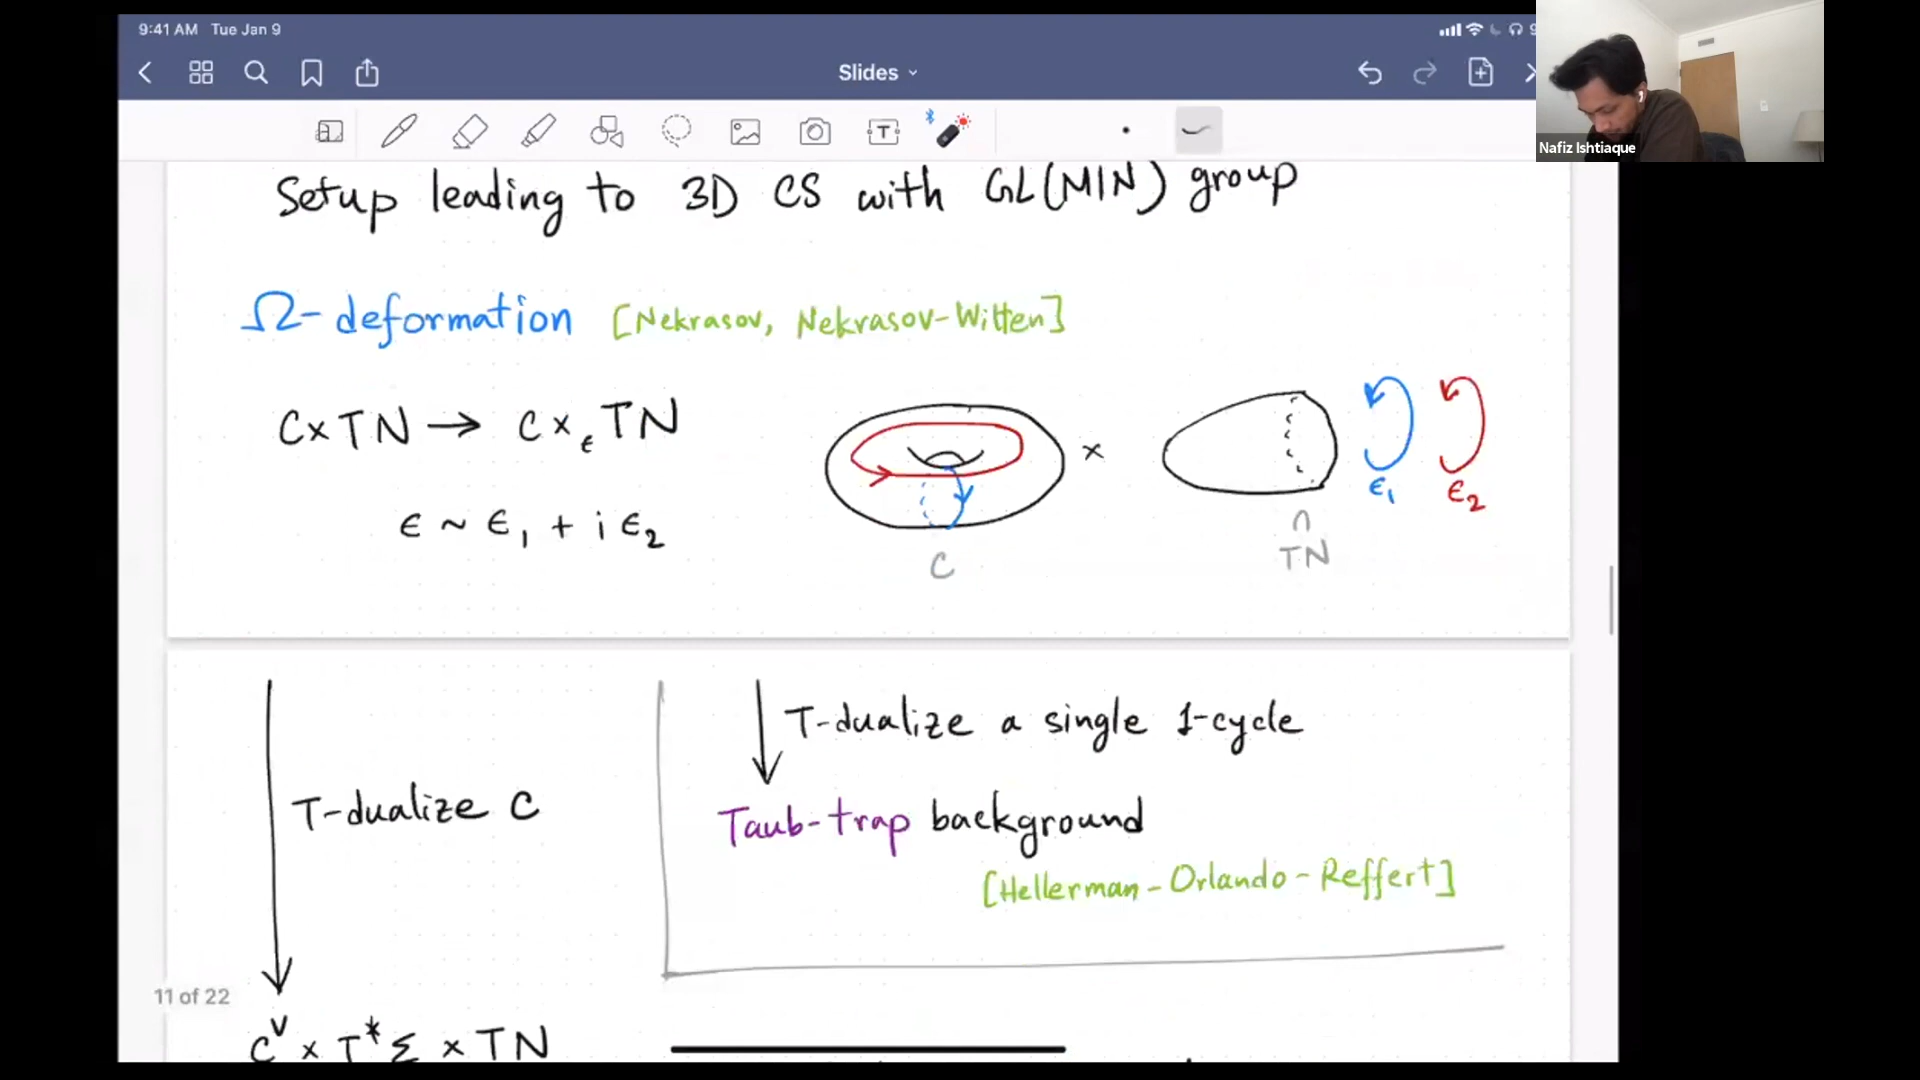 9:41 AM Tue Jan 9
Slides
Nafiz Ishtiaque
Setup leading to 3D CS with GL(M|N) group
Ω-deformation [Nekrasov, Nekrasov-Witten]
C×TN → C×_ϵ TN
ϵ ~ ϵ₁ + i ϵ₂
×
ϵ₁ ϵ₂
C
∩
TN
T-dualize a single 1-cycle
T-dualize C
Taub-trap background
[Hellerman-Orlando-Reffert]
11 of 22
C^∨ × T*Σ × TN